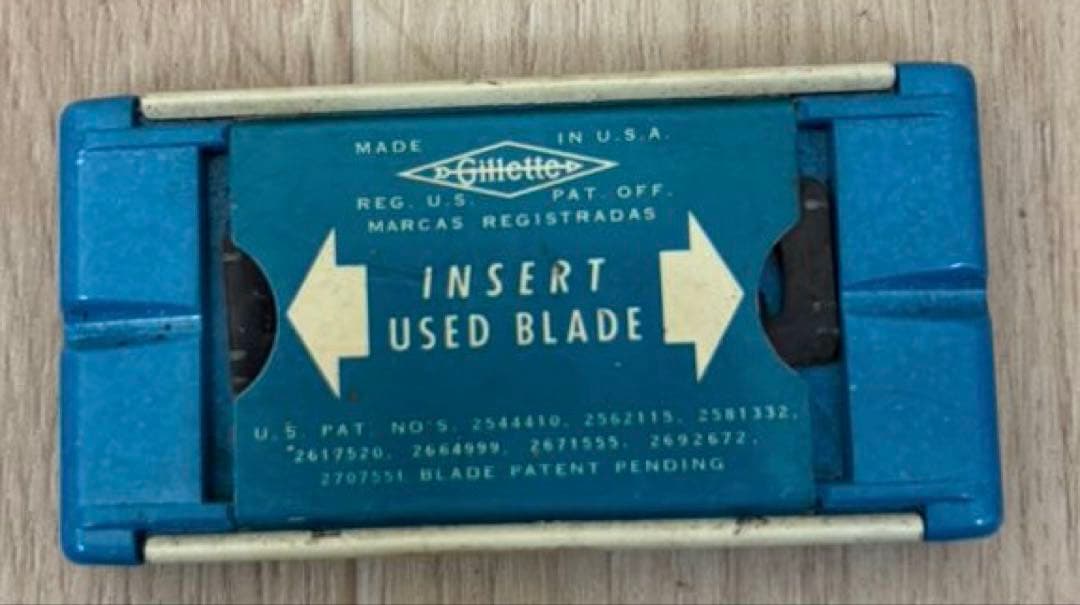 MADE IN U.S.A.
Gillette
REG. U.S. PAT. OFF.
MARCAS REGISTRADAS
INSERT
USED BLADE
U.S. PAT. NO'S. 2544410, 2562115, 2581332,
2617520, 2664999, 2671555, 2692672,
2707551 BLADE PATENT PENDING